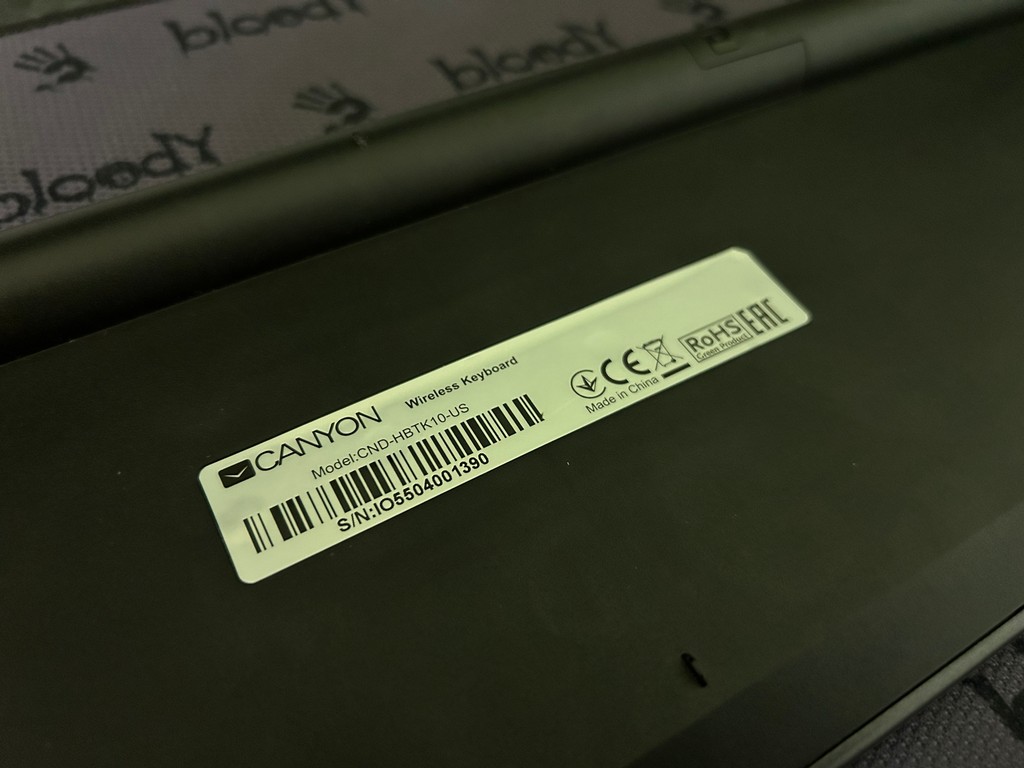 bloody
bloody
bloody
CANYON Wireless Keyboard
Model:CND-HBTK10-US
S/N:IO5504001390
CE
Made in China
RoHS
Green Product
EAC